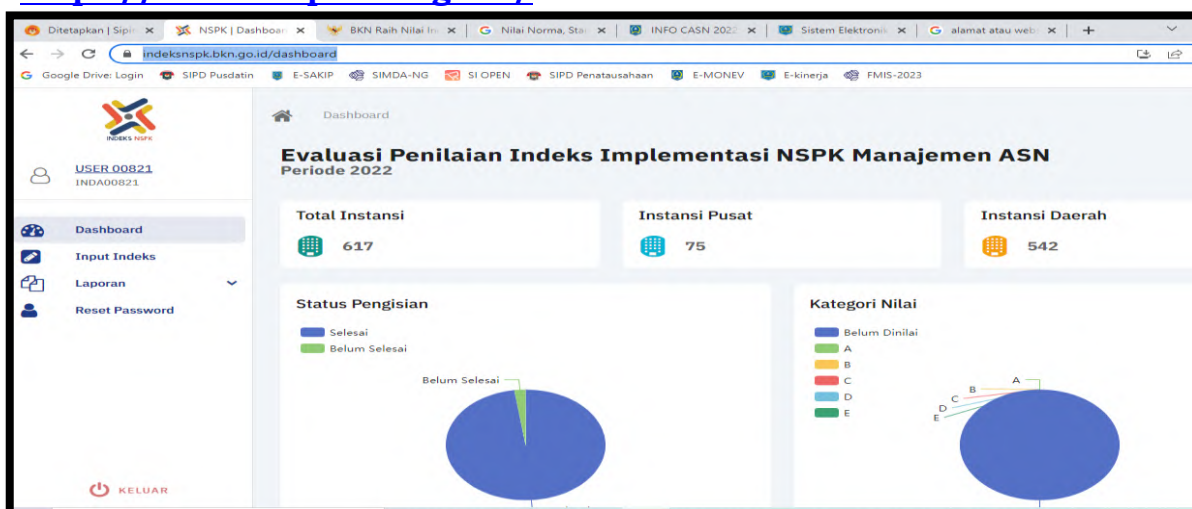 Ditetapkan | Sipi
NSPK | Dashboar
BKN Raih Nilai In
Nilai Norma, Sta
INFO CASN 2022
Sistem Elektronik
alamat atau web
indeksnspk.bkn.go.id/dashboard
Google Drive: Login
SIPD Pusdatin
E-SAKIP
SIMDA-NG
SI OPEN
SIPD Penatausahaan
E-MONEV
E-kinerja
FMIS-2023
INDEKS NSPK
USER 00821
INDA00821
Dashboard
Input Indeks
Laporan
Reset Password
KELUAR
Dashboard
Evaluasi Penilaian Indeks Implementasi NSPK Manajemen ASN
Periode 2022
Total Instansi
617
Instansi Pusat
75
Instansi Daerah
542
Status Pengisian
Selesai
Belum Selesai
Belum Selesai
Kategori Nilai
Belum Dinilai
A
B
C
D
E
A
B
C
D
E